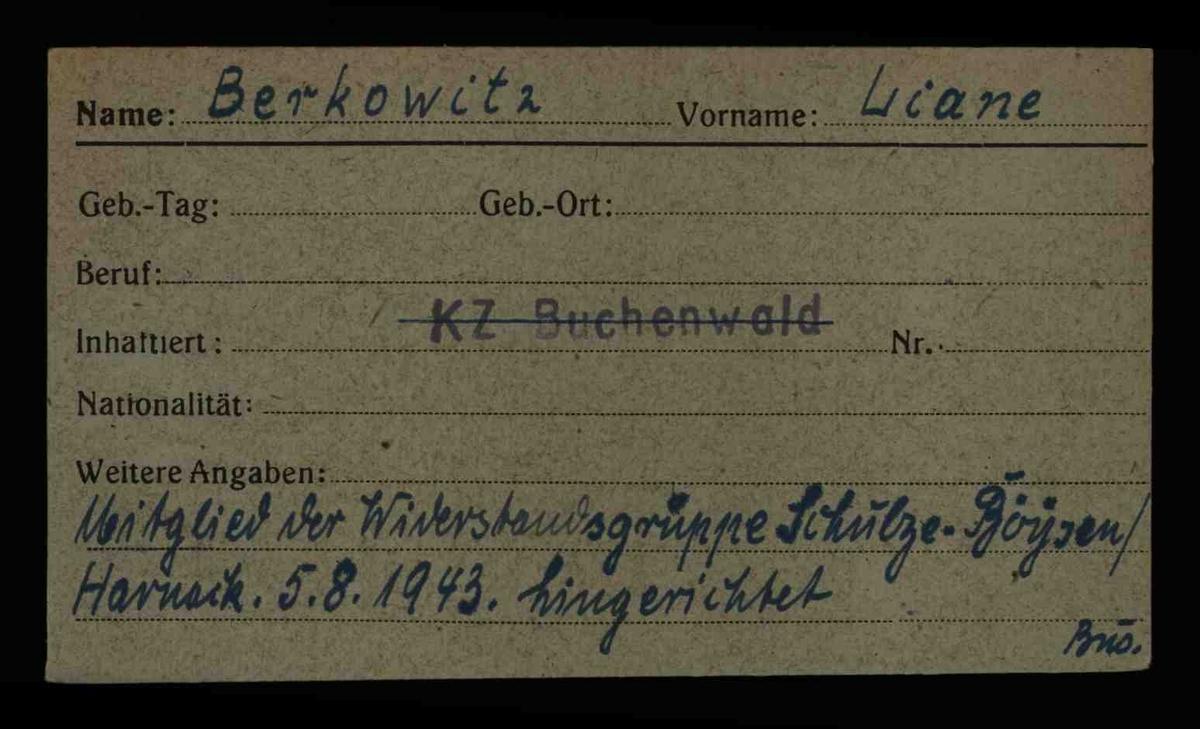 Name: Berkowitz Vorname: Liane
Geb.-Tag: Geb.-Ort:
Beruf:
Inhaftiert: KZ Buchenwald Nr.
Nationalität:
Weitere Angaben:
Mitglied der Widerstandsgruppe Schulze-Boysen/
Harnack. 5.8.1943. hingerichtet
Bus.